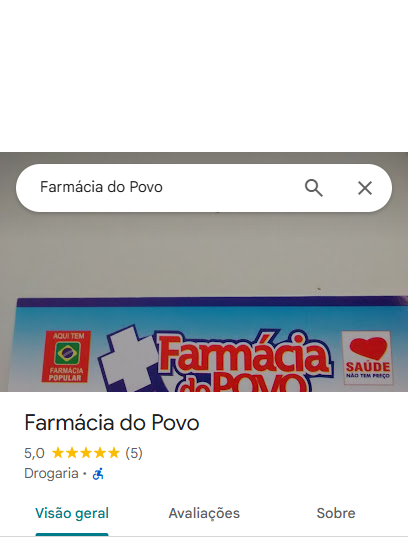 Farmácia do Povo
AQUI TEM
FARMÁCIA
POPULAR
Farmácia
do POVO
SAÚDE
NÃO TEM PREÇO
Farmácia do Povo
5,0 (5)
Drogaria ·
Visão geral Avaliações Sobre